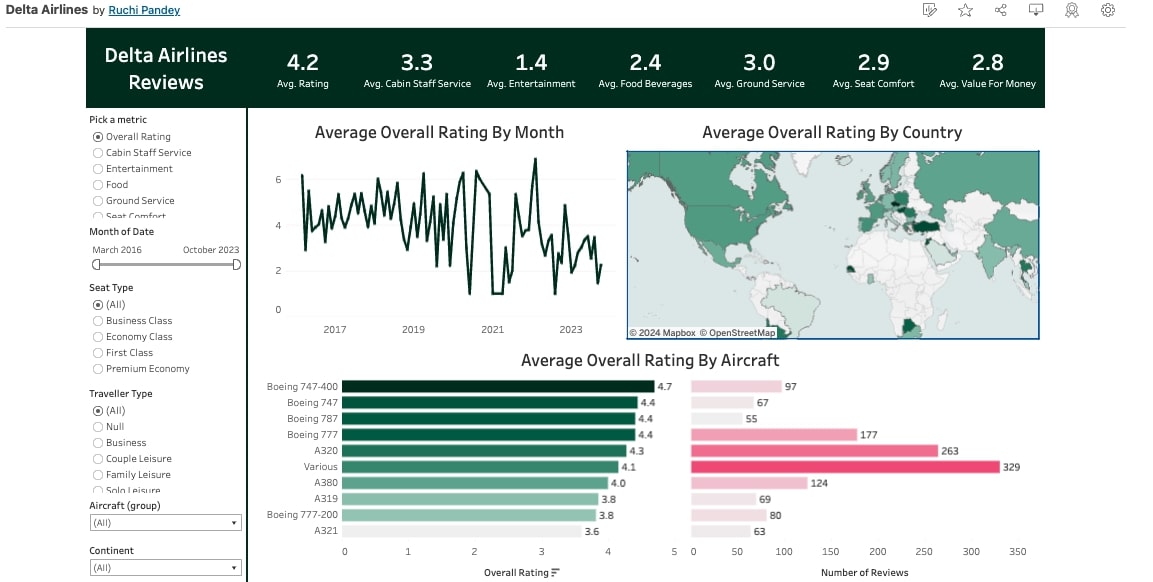 Delta Airlines by Ruchi Pandey
Delta Airlines
Reviews
4.2
Avg. Rating
3.3
Avg. Cabin Staff Service
1.4
Avg. Entertainment
2.4
Avg. Food Beverages
3.0
Avg. Ground Service
2.9
Avg. Seat Comfort
2.8
Avg. Value For Money
Pick a metric
Overall Rating
Cabin Staff Service
Entertainment
Food
Ground Service
Seat Comfort
Month of Date
March 2016 October 2023
Seat Type
(All)
Business Class
Economy Class
First Class
Premium Economy
Traveller Type
(All)
Null
Business
Couple Leisure
Family Leisure
Solo Leisure
Aircraft (group)
(All)
Continent
(All)
Average Overall Rating By Month
6
4
2
0
2017 2019 2021 2023
Average Overall Rating By Country
© 2024 Mapbox © OpenStreetMap
Average Overall Rating By Aircraft
Boeing 747-400 4.7 97
Boeing 747 4.4 67
Boeing 787 4.4 55
Boeing 777 4.4 177
A320 4.3 263
Various 4.1 329
A380 4.0 124
A319 3.8 69
Boeing 777-200 3.8 80
A321 3.6 63
0 1 2 3 4 5 0 50 100 150 200 250 300 350
Overall Rating Number of Reviews